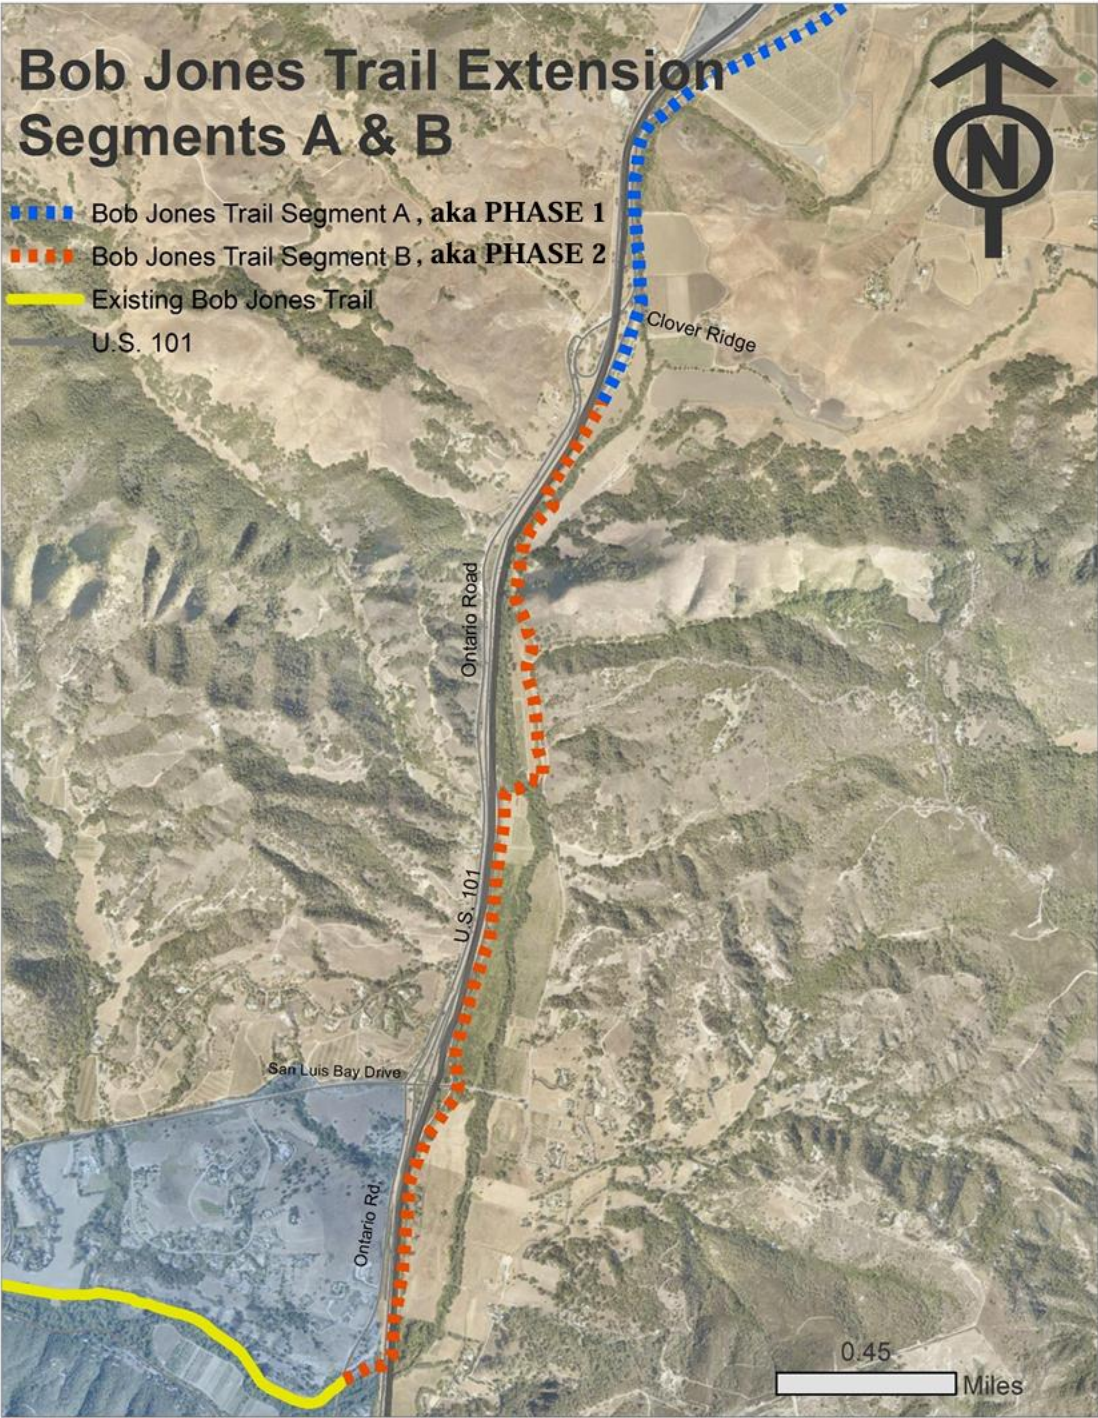 Bob Jones Trail Extension
Segments A & B
N
Bob Jones Trail Segment A , aka PHASE 1
Bob Jones Trail Segment B , aka PHASE 2
Existing Bob Jones Trail
U.S. 101
Clover Ridge
Ontario Road
U.S. 101
San Luis Bay Drive
Ontario Rd.
0.45
Miles